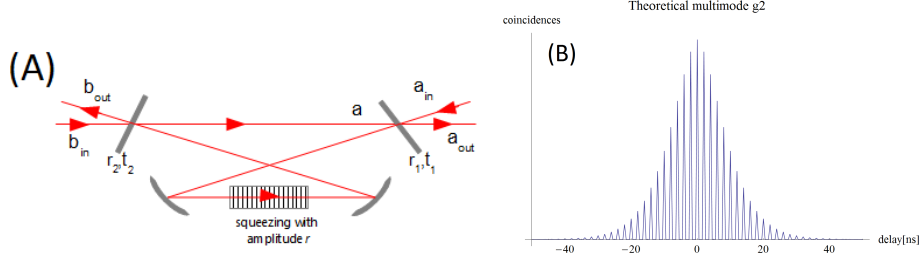 (A)
b_out
a_in
a
b_in
a_out
r_2,t_2
r_1,t_1
squeezing with
amplitude r
Theoretical multimode g2
coincidences
(B)
delay[ns]
−40 −20 0 20 40